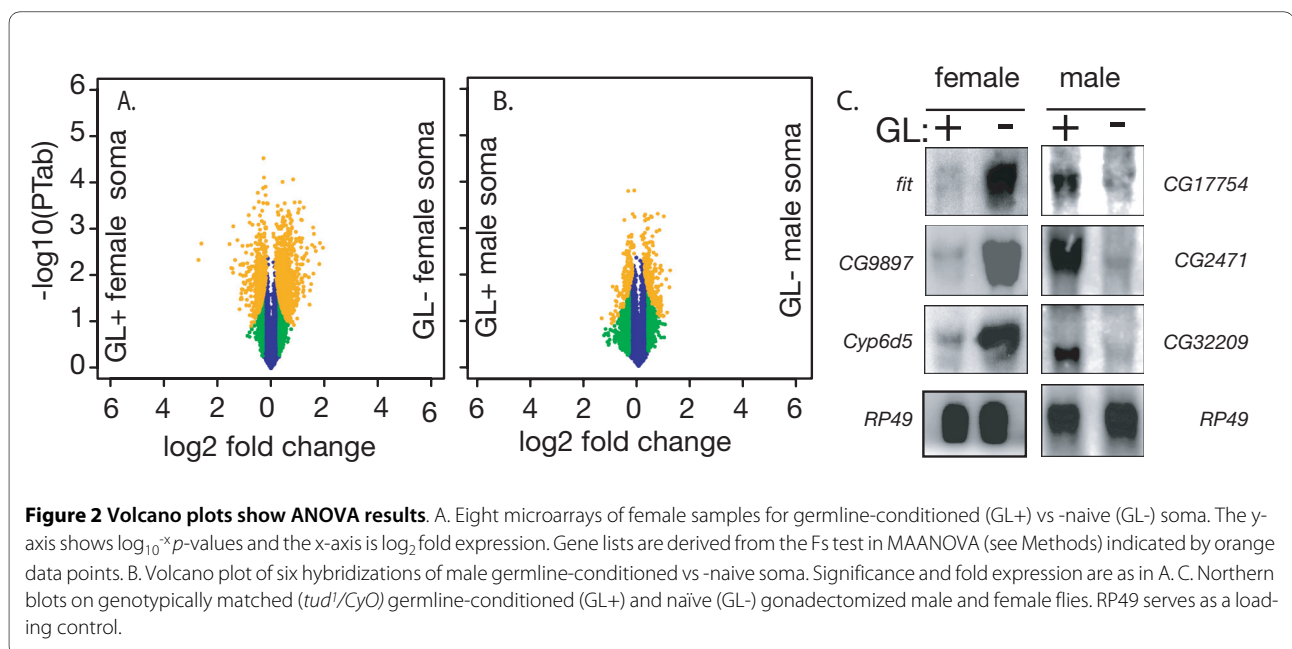 A.
6
5
4
3
2
1
0
-log10(PTab)
GL+ female soma
GL- female soma
6 4 2 0 2 4 6
log2 fold change
B.
GL+ male soma
GL- male soma
6 4 2 0 2 4 6
log2 fold change
C.
female male
GL: + - + -
fit CG17754
CG9897 CG2471
Cyp6d5 CG32209
RP49 RP49
Figure 2 Volcano plots show ANOVA results. A. Eight microarrays of female samples for germline-conditioned (GL+) vs -naive (GL-) soma. The y-
axis shows log10-x p-values and the x-axis is log2 fold expression. Gene lists are derived from the Fs test in MAANOVA (see Methods) indicated by orange
data points. B. Volcano plot of six hybridizations of male germline-conditioned vs -naive soma. Significance and fold expression are as in A. C. Northern
blots on genotypically matched (tud1/CyO) germline-conditioned (GL+) and naïve (GL-) gonadectomized male and female flies. RP49 serves as a load-
ing control.